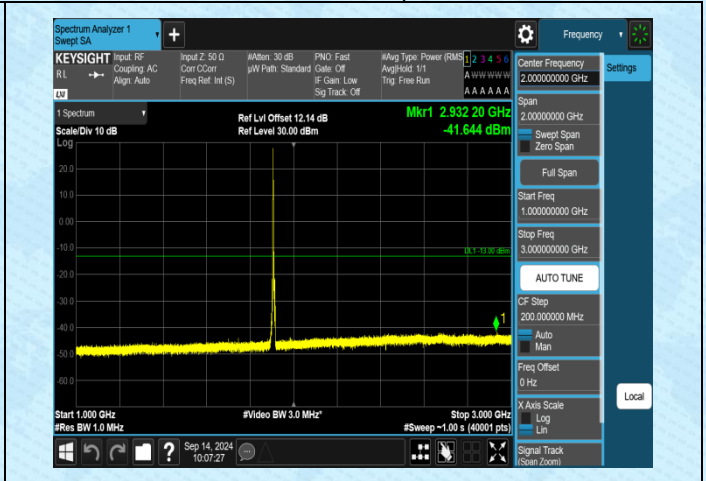 Spectrum Analyzer 1
Swept SA
+
Frequency
KEYSIGHT
RL
LXI
Input: RF
Coupling: AC
Align: Auto
Input Z: 50 Ω
Corr CCorr
Freq Ref: Int (S)
#Atten: 30 dB
µW Path: Standard
PNO: Fast
Gate: Off
IF Gain: Low
Sig Track: Off
#Avg Type: Power (RMS
Avg|Hold: 1/1
Trig: Free Run
1 2 3 4 5 6
A W W W W W
A A A A A A
1 Spectrum
Scale/Div 10 dB
Log
Ref Lvl Offset 12.14 dB
Ref Level 30.00 dBm
Mkr1 2.932 20 GHz
-41.644 dBm
20.0
10.0
0.00
-10.0
DL1 -13.00 dBm
-20.0
-30.0
-40.0
1
-50.0
-60.0
Start 1.000 GHz
#Res BW 1.0 MHz
#Video BW 3.0 MHz*
Stop 3.000 GHz
#Sweep ~1.00 s (40001 pts)
Center Frequency
2.000000000 GHz
Settings
Span
2.00000000 GHz
Swept Span
Zero Span
Full Span
Start Freq
1.000000000 GHz
Stop Freq
3.000000000 GHz
AUTO TUNE
CF Step
200.000000 MHz
Auto
Man
Freq Offset
0 Hz
X Axis Scale
Log
Lin
Local
Signal Track
(Span Zoom)
?
Sep 14, 2024
10:07:27